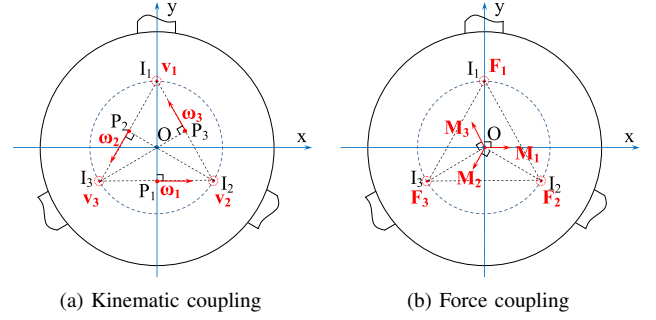 y
I₁ v₁
P₂
ω₃
ω₂ O P₃
x
I₃ P₁ I₂
v₃ ω₁ v₂
(a) Kinematic coupling
y
I₁ F₁
M₃ O
x
M₁
I₃ M₂ I₂
F₃ F₂
(b) Force coupling